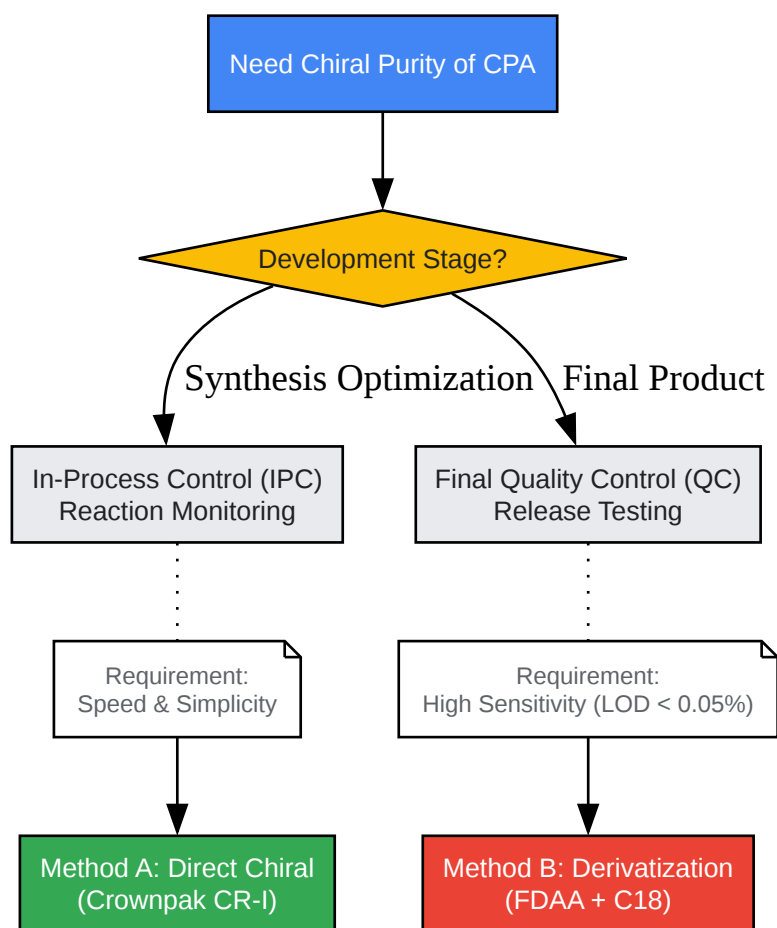 Need Chiral Purity of CPA
Development Stage?
Synthesis Optimization
Final Product
In-Process Control (IPC)
Reaction Monitoring
Final Quality Control (QC)
Release Testing
Requirement:
Speed & Simplicity
Requirement:
High Sensitivity (LOD < 0.05%)
Method A: Direct Chiral
(Crownpak CR-I)
Method B: Derivatization
(FDAA + C18)